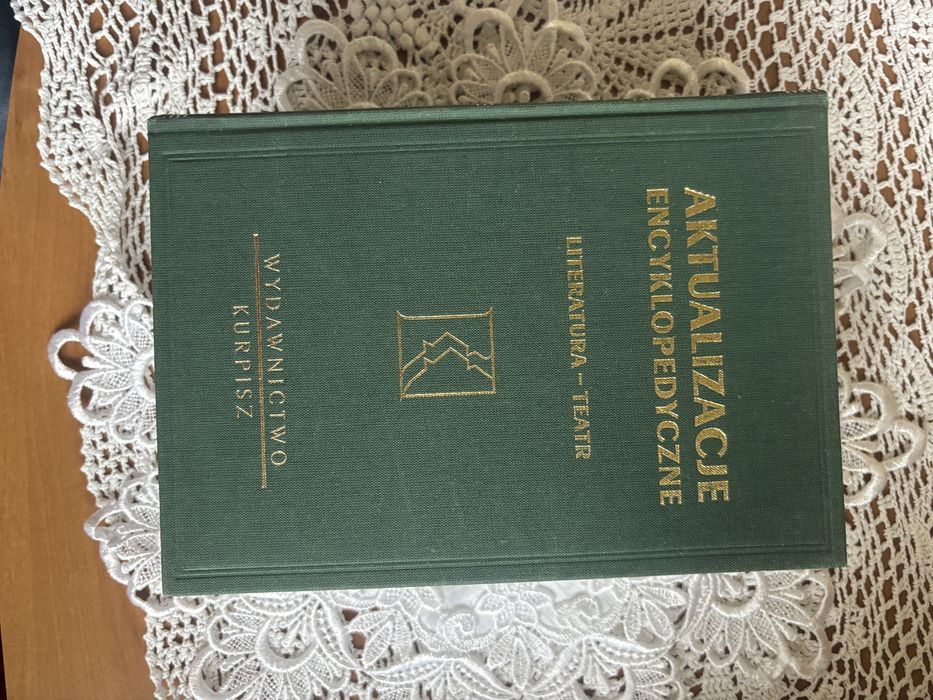 AKTUALIZACJE
ENCYKLOPEDYCZNE
LITERATURA – TEATR
WYDAWNICTWO
KURPISZ